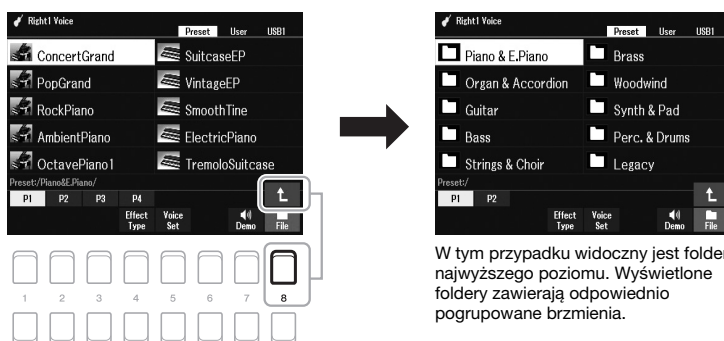 Right1 Voice
Preset User USB1
ConcertGrand SuitcaseEP
PopGrand VintageEP
RockPiano SmoothTine
AmbientPiano ElectricPiano
OctavePiano1 TremoloSuitcase
Preset:/Piano&E.Piano/
P1 P2 P3 P4
Effect Type Voice Set Demo File
1 2 3 4 5 6 7 8
Right1 Voice
Preset User USB1
Piano & E.Piano Brass
Organ & Accordion Woodwind
Guitar Synth & Pad
Bass Perc. & Drums
Strings & Choir Legacy
Preset:/
P1 P2
Effect Type Voice Set Demo File
W tym przypadku widoczny jest folder
najwyższego poziomu. Wyświetlone
foldery zawierają odpowiednio
pogrupowane brzmienia.